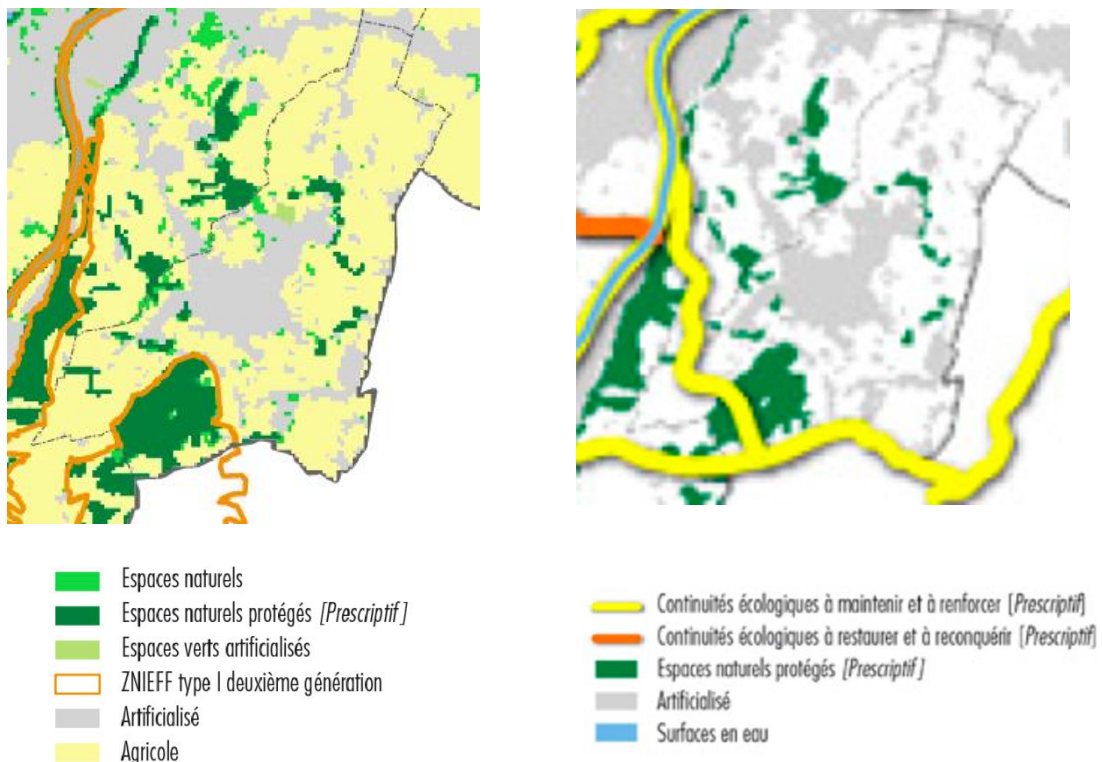 Espaces naturels
Espaces naturels protégés [Prescriptif]
Espaces verts artificialisés
ZNIEFF type I deuxième génération
Artificialisé
Agricole
Continuités écologiques à maintenir et à renforcer [Prescriptif]
Continuités écologiques à restaurer et à reconquérir [Prescriptif]
Espaces naturels protégés [Prescriptif]
Artificialisé
Surfaces en eau